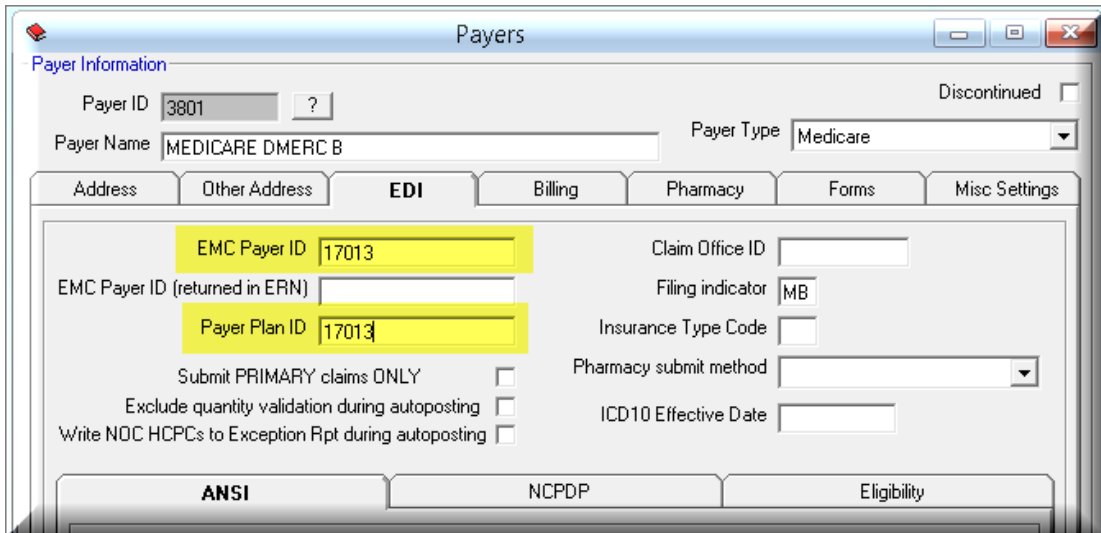 Payers
Payer Information
Payer ID 3801 ? Discontinued
Payer Name MEDICARE DMERC B Payer Type Medicare
Address Other Address EDI Billing Pharmacy Forms Misc Settings
EMC Payer ID 17013 Claim Office ID
EMC Payer ID (returned in ERN) Filing indicator MB
Payer Plan ID 17013 Insurance Type Code
Submit PRIMARY claims ONLY Pharmacy submit method
Exclude quantity validation during autoposting ICD10 Effective Date
Write NOC HCPCs to Exception Rpt during autoposting
ANSI NCPDP Eligibility